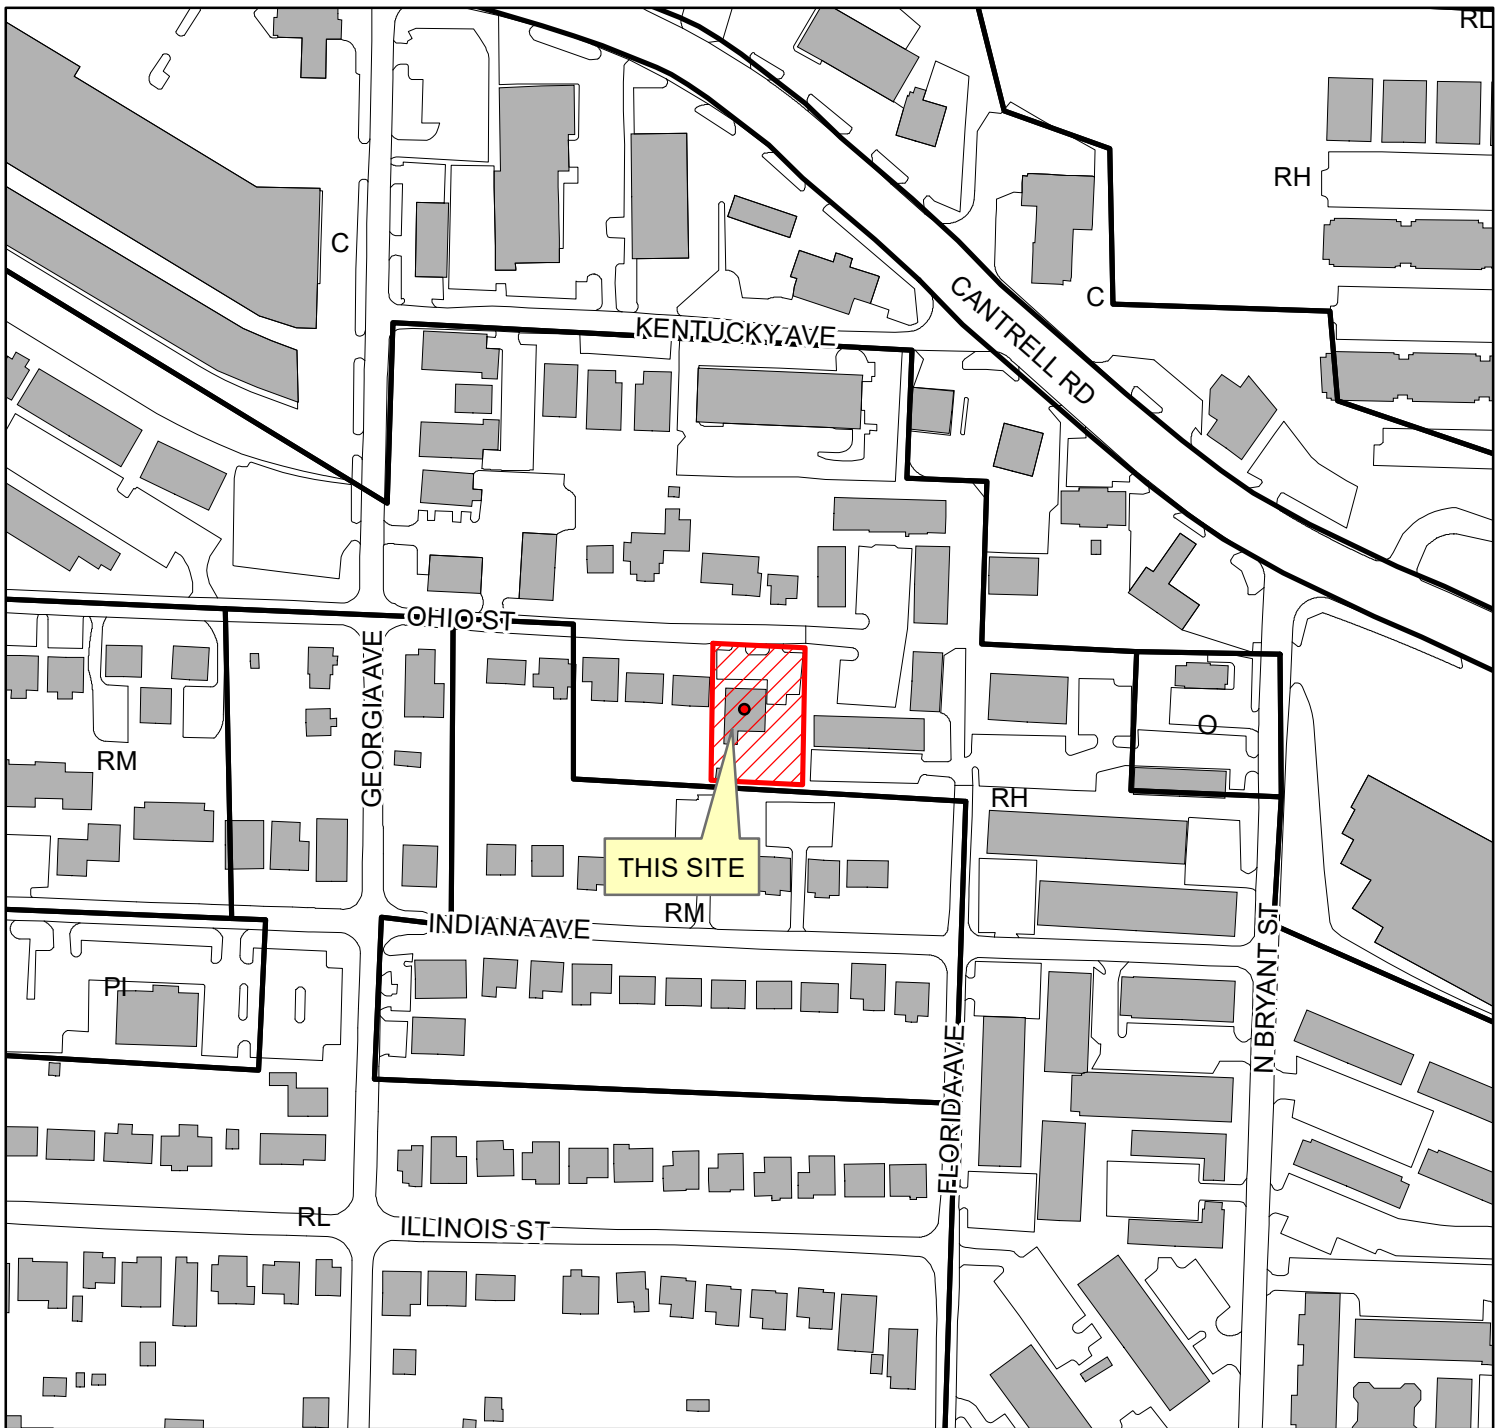 RL
RH
C
C
KENTUCKY AVE
CANTRELL RD
OHIO ST
GEORGIA AVE
O
RM
RH
THIS SITE
RM
INDIANA AVE
N BRYANT ST
PI
FLORIDA AVE
RL
ILLINOIS ST